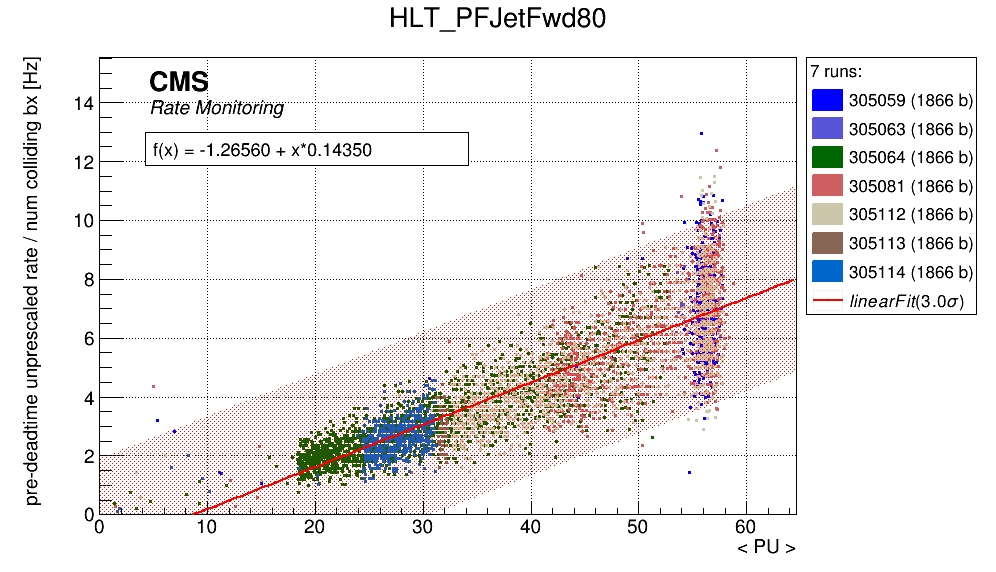 HLT_PFJetFwd80
pre-deadtime unprescaled rate / num colliding bx [Hz]
CMS
Rate Monitoring
f(x) = -1.26560 + x*0.14350
14
12
10
8
6
4
2
0
0 10 20 30 40 50 60
< PU >
7 runs:
305059 (1866 b)
305063 (1866 b)
305064 (1866 b)
305081 (1866 b)
305112 (1866 b)
305113 (1866 b)
305114 (1866 b)
linearFit(3.0σ)